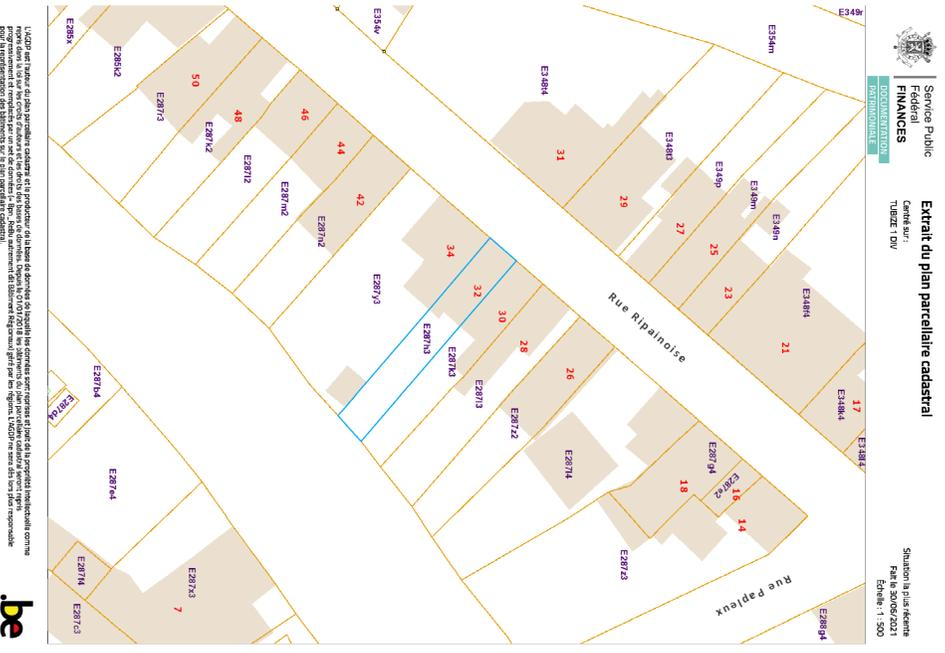 Service Public
Fédéral
FINANCES
DOCUMENTATION
PATRIMONIALE
Extrait du plan parcellaire cadastral
Centré sur :
TUBIZE 1 DIV
Situation la plus récente
Fait le 30/06/2021
Échelle : 1 : 500
E349r
E354m
E354v
E285x
E285k2
E348t4
E287r3
50
48
46
44
42
E287k2
E287l2
E287m2
E287n2
31
29
E348t3
E349p
E349m
E349n
27
25
23
21
E348f4
17
E348k4
34
32
30
28
26
E287y3
E287h3
E287k3
E287l3
E287z2
Rue Ripainoise
E287g4
E287e2
16
18
14
E287z3
Rue Papleux
E288g4
E287b4
E287d4
E287e4
E287f4
E287x3
7
E287c3
.be